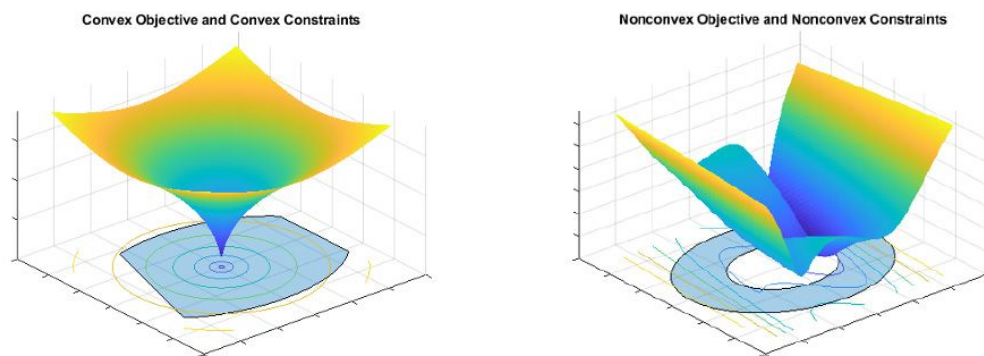 Convex Objective and Convex Constraints
Nonconvex Objective and Nonconvex Constraints